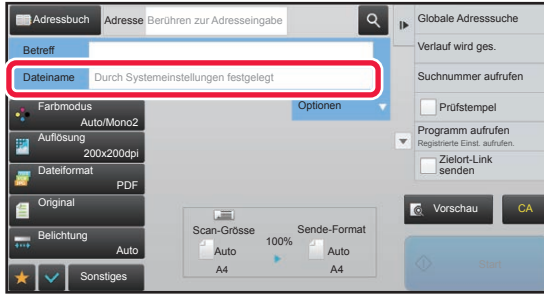 Adressbuch
Adresse
Berühren zur Adresseingabe
Betreff
Dateiname
Durch Systemeinstellungen festgelegt
Optionen
Farbmodus
Auto/Mono2
Auflösung
200x200dpi
Dateiformat
PDF
Original
Belichtung
Auto
Sonstiges
Scan-Grösse
Auto
A4
100%
Sende-Format
Auto
A4
Globale Adresssuche
Verlauf wird ges.
Suchnummer aufrufen
Prüfstempel
Programm aufrufen
Registrierte Einst. aufrufen.
Zielort-Link
senden
Vorschau
CA
Start